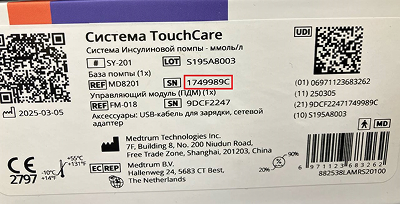 Система TouchCare
Система Инсулиновой помпы - ммоль/л
# SY-201 LOT S195A8003
База помпы (1x)
REF MD8201 SN 1749989C
Управляющий модуль (ПДМ) (1x)
REF FM-018 SN 9DCF2247
Аксессуары: USB-кабель для зарядки, сетевой адаптер
2025-03-05
UDI
(01) 06971123683262
(11) 250305
(21) 9DCF22471749989C
(10) S195A8003
Medtrum Technologies Inc.
7F, Building 8, No. 200 Niudun Road,
Free Trade Zone, Shanghai, 201203, China
EC REP Medtrum B.V.
Hallenweg 24, 5683 CT Best,
The Netherlands
CE
2797
-10°C
+14°F
+55°C
+131°F
20%
90%
6 971123 683262
882538LAMRS20100